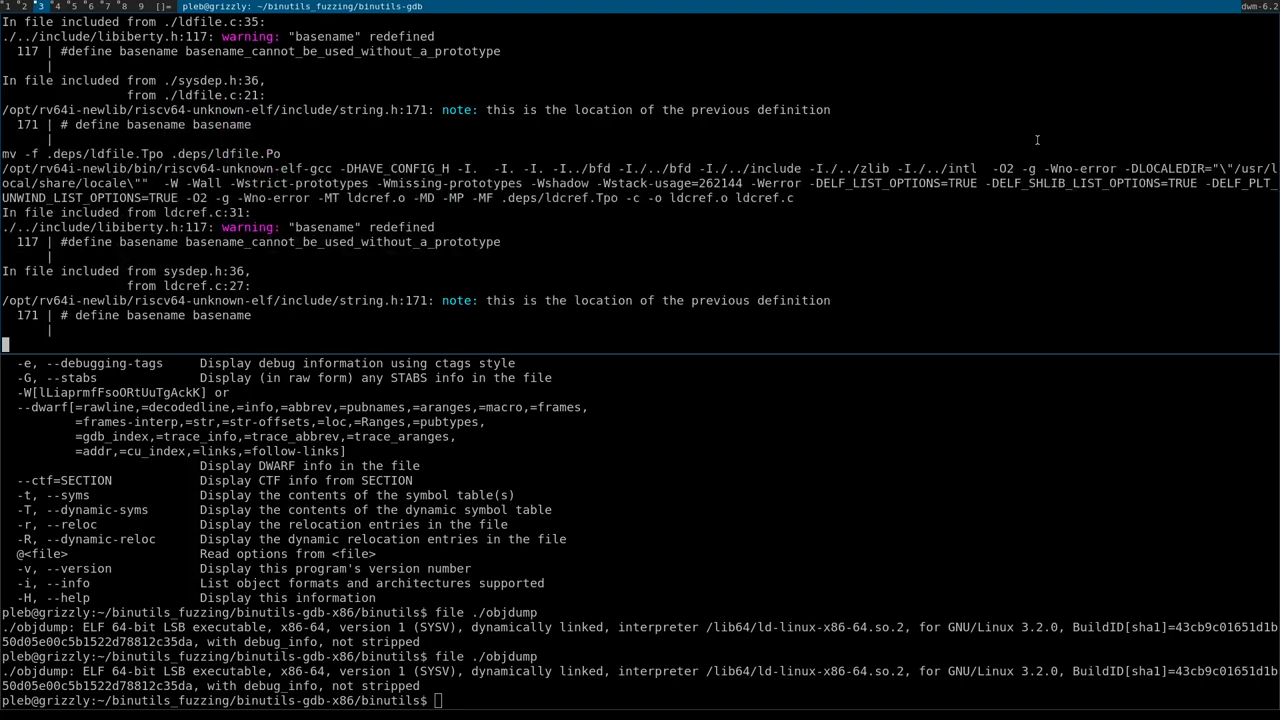 1 2 3 4 5 6 7 8 9 []= pleb@grizzly: ~/binutils_fuzzing/binutils-gdb dwm-6.2
In file included from ./ldfile.c:35:
./../include/libiberty.h:117: warning: "basename" redefined
  117 | #define basename basename_cannot_be_used_without_a_prototype
      |
In file included from ./sysdep.h:36,
                 from ./ldfile.c:21:
/opt/rv64i-newlib/riscv64-unknown-elf/include/string.h:171: note: this is the location of the previous definition
  171 | # define basename basename
      |
mv -f .deps/ldfile.Tpo .deps/ldfile.Po
/opt/rv64i-newlib/bin/riscv64-unknown-elf-gcc -DHAVE_CONFIG_H -I.  -I. -I. -I../bfd -I./../bfd -I./../include -I./../zlib -I./../intl  -O2 -g -Wno-error -DLOCALEDIR="\"/usr/l
ocal/share/locale\""  -W -Wall -Wstrict-prototypes -Wmissing-prototypes -Wshadow -Wstack-usage=262144 -Werror -DELF_LIST_OPTIONS=TRUE -DELF_SHLIB_LIST_OPTIONS=TRUE -DELF_PLT_
UNWIND_LIST_OPTIONS=TRUE -O2 -g -Wno-error -MT ldcref.o -MD -MP -MF .deps/ldcref.Tpo -c -o ldcref.o ldcref.c
In file included from ldcref.c:31:
./../include/libiberty.h:117: warning: "basename" redefined
  117 | #define basename basename_cannot_be_used_without_a_prototype
      |
In file included from sysdep.h:36,
                 from ldcref.c:27:
/opt/rv64i-newlib/riscv64-unknown-elf/include/string.h:171: note: this is the location of the previous definition
  171 | # define basename basename
      |
  -e, --debugging-tags     Display debug information using ctags style
  -G, --stabs              Display (in raw form) any STABS info in the file
  -W[lLiaprmfFsoORtUuTgAckK] or
  --dwarf[=rawline,=decodedline,=info,=abbrev,=pubnames,=aranges,=macro,=frames,
          =frames-interp,=str,=str-offsets,=loc,=Ranges,=pubtypes,
          =gdb_index,=trace_info,=trace_abbrev,=trace_aranges,
          =addr,=cu_index,=links,=follow-links]
                           Display DWARF info in the file
  --ctf=SECTION            Display CTF info from SECTION
  -t, --syms               Display the contents of the symbol table(s)
  -T, --dynamic-syms       Display the contents of the dynamic symbol table
  -r, --reloc              Display the relocation entries in the file
  -R, --dynamic-reloc      Display the dynamic relocation entries in the file
  @<file>                  Read options from <file>
  -v, --version            Display this program's version number
  -i, --info               List object formats and architectures supported
  -H, --help               Display this information
pleb@grizzly:~/binutils_fuzzing/binutils-gdb-x86/binutils$ file ./objdump
./objdump: ELF 64-bit LSB executable, x86-64, version 1 (SYSV), dynamically linked, interpreter /lib64/ld-linux-x86-64.so.2, for GNU/Linux 3.2.0, BuildID[sha1]=43cb9c01651d1b
50d05e00c5b1522d78812c35da, with debug_info, not stripped
pleb@grizzly:~/binutils_fuzzing/binutils-gdb-x86/binutils$ file ./objdump
./objdump: ELF 64-bit LSB executable, x86-64, version 1 (SYSV), dynamically linked, interpreter /lib64/ld-linux-x86-64.so.2, for GNU/Linux 3.2.0, BuildID[sha1]=43cb9c01651d1b
50d05e00c5b1522d78812c35da, with debug_info, not stripped
pleb@grizzly:~/binutils_fuzzing/binutils-gdb-x86/binutils$